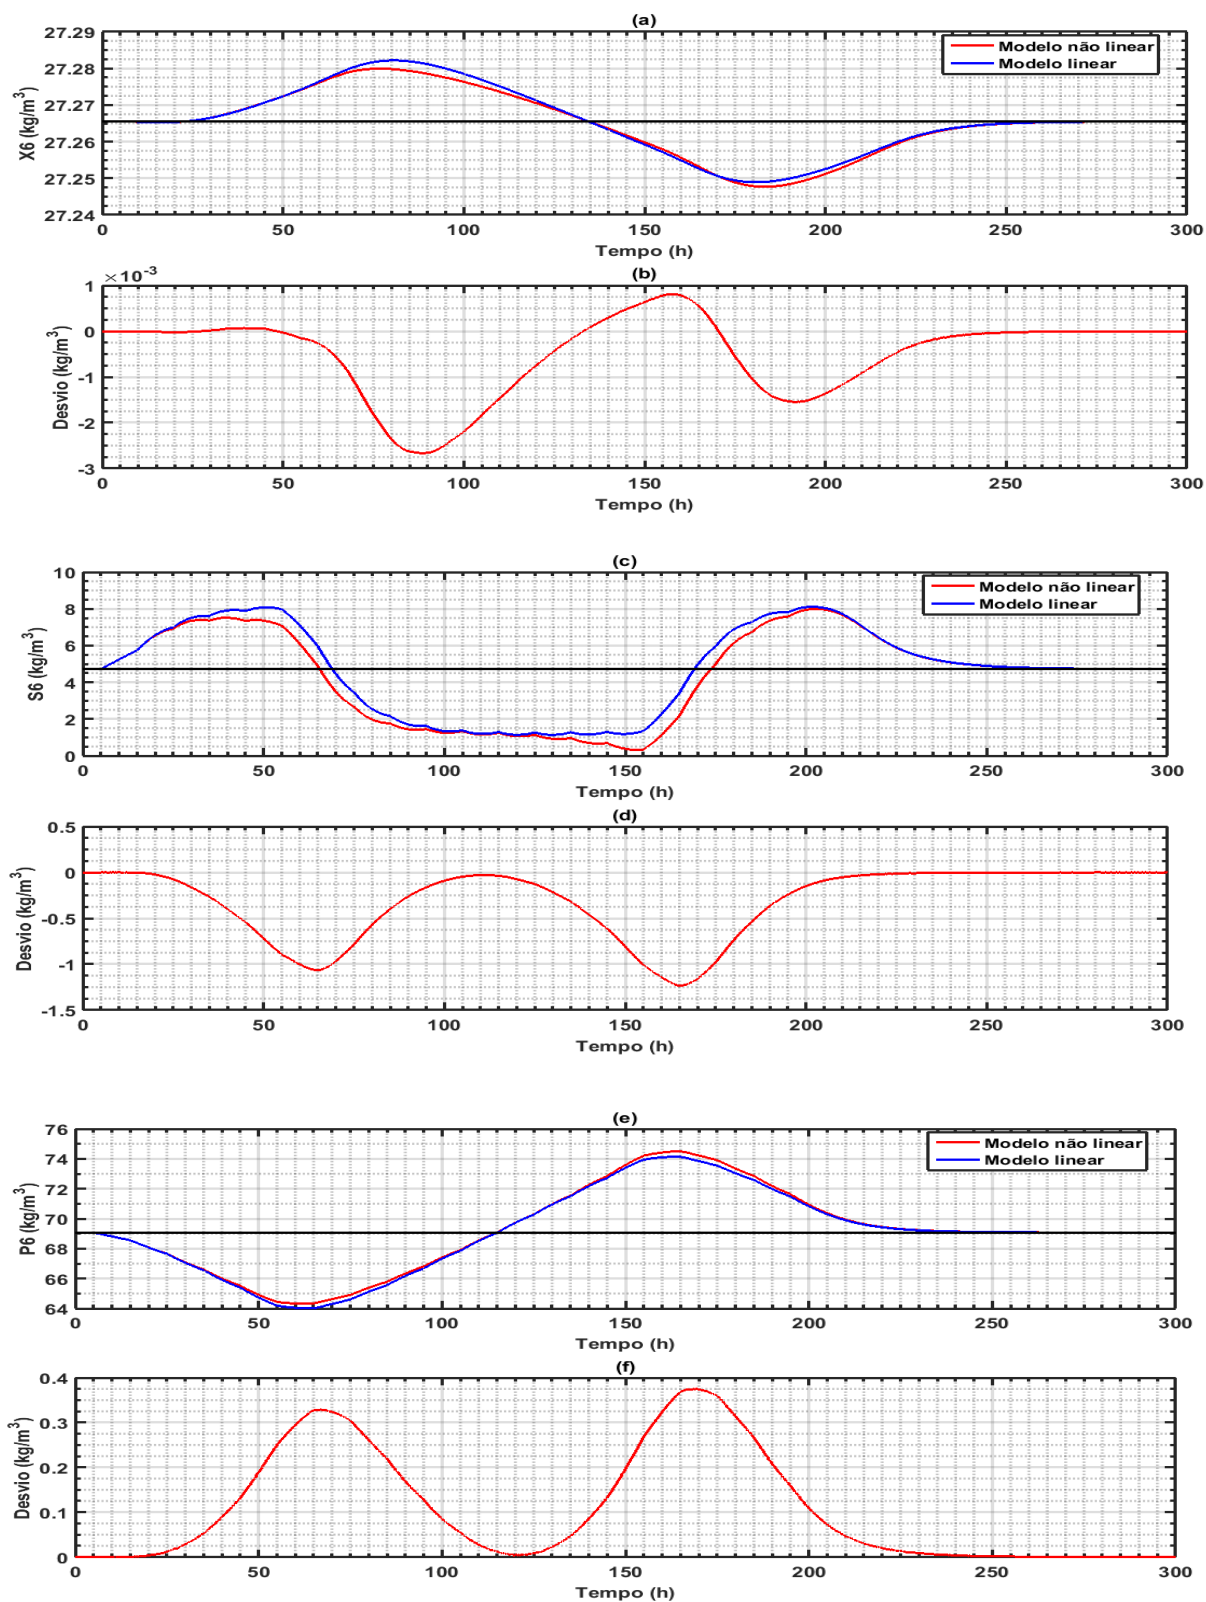 (a)
27.29
27.28
27.27
27.26
27.25
27.24
X6 (kg/m³)
Modelo não linear
Modelo linear
0 50 100 150 200 250 300
Tempo (h)
(b)
×10⁻³
1
0
-1
-2
-3
Desvio (kg/m³)
0 50 100 150 200 250 300
Tempo (h)
(c)
10
8
6
4
2
0
S6 (kg/m³)
Modelo não linear
Modelo linear
0 50 100 150 200 250 300
Tempo (h)
(d)
0.5
0
-0.5
-1
-1.5
Desvio (kg/m³)
0 50 100 150 200 250 300
Tempo (h)
(e)
76
74
72
70
68
66
64
P6 (kg/m³)
Modelo não linear
Modelo linear
0 50 100 150 200 250 300
Tempo (h)
(f)
0.4
0.3
0.2
0.1
0
Desvio (kg/m³)
0 50 100 150 200 250 300
Tempo (h)